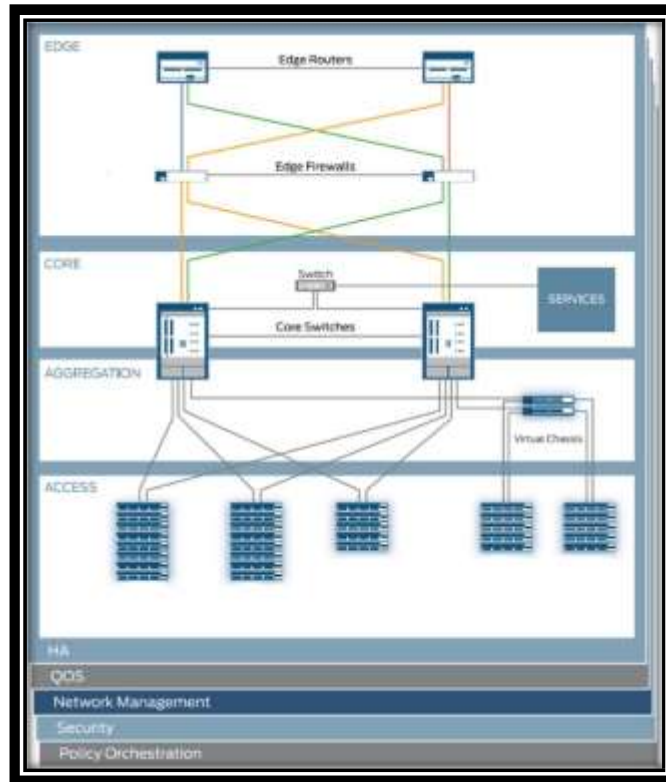 EDGE
Edge Routers
Edge Firewalls
CORE
Switch
SERVICES
Core Switches
AGGREGATION
Virtual Chassis
ACCESS
HA
QOS
Network Management
Security
Policy Orchestration